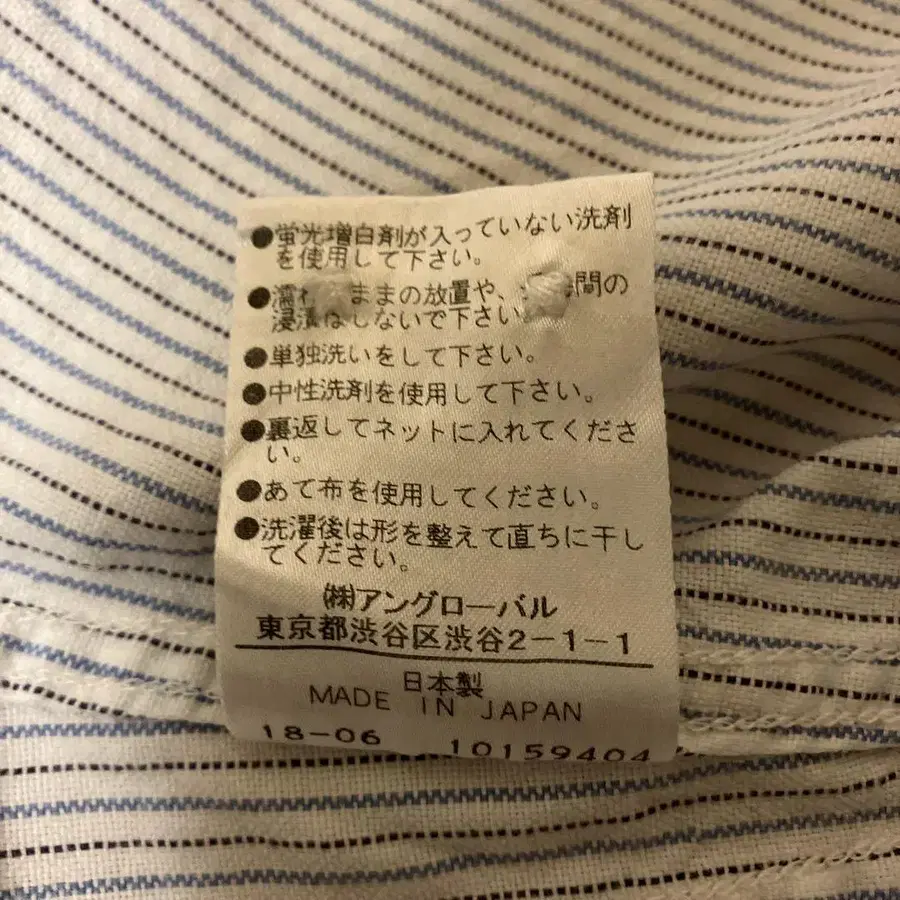 ●蛍光増白剤が入っていない洗剤
を使用して下さい。
●濡れ ままの放置や、 間の
浸漬はしないで下さい
●単独洗いをして下さい。
●中性洗剤を使用して下さい。
●裏返してネットに入れてくださ
い。
●あて布を使用してください。
●洗濯後は形を整えて直ちに干し
てください。
㈱アングローバル
東京都渋谷区渋谷2-1-1
日本製
MADE IN JAPAN
18-06 10159404